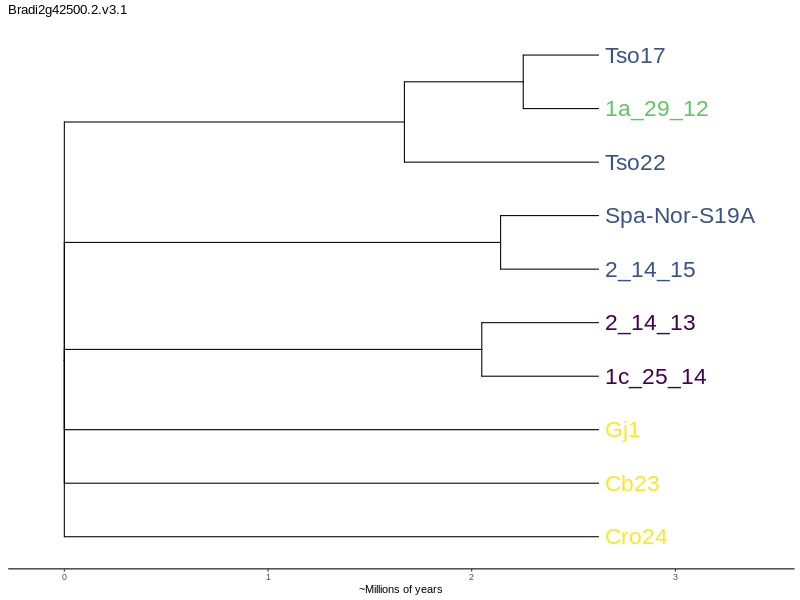 Bradi2g42500.2.v3.1
Tso17
1a_29_12
Tso22
Spa-Nor-S19A
2_14_15
2_14_13
1c_25_14
Gj1
Cb23
Cro24
0 1 2 3
~Millions of years